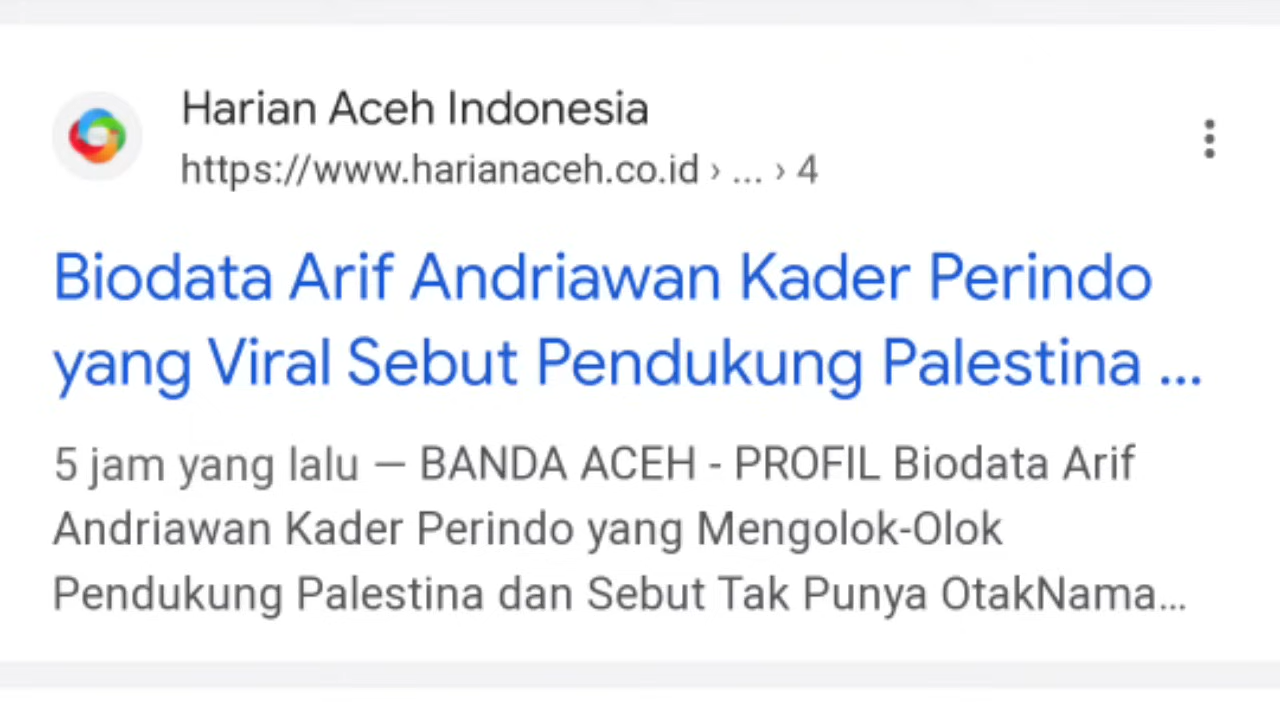 Harian Aceh Indonesia
https://www.harianaceh.co.id › ... › 4
Biodata Arif Andriawan Kader Perindo
yang Viral Sebut Pendukung Palestina ...
5 jam yang lalu — BANDA ACEH - PROFIL Biodata Arif
Andriawan Kader Perindo yang Mengolok-Olok
Pendukung Palestina dan Sebut Tak Punya OtakNama...